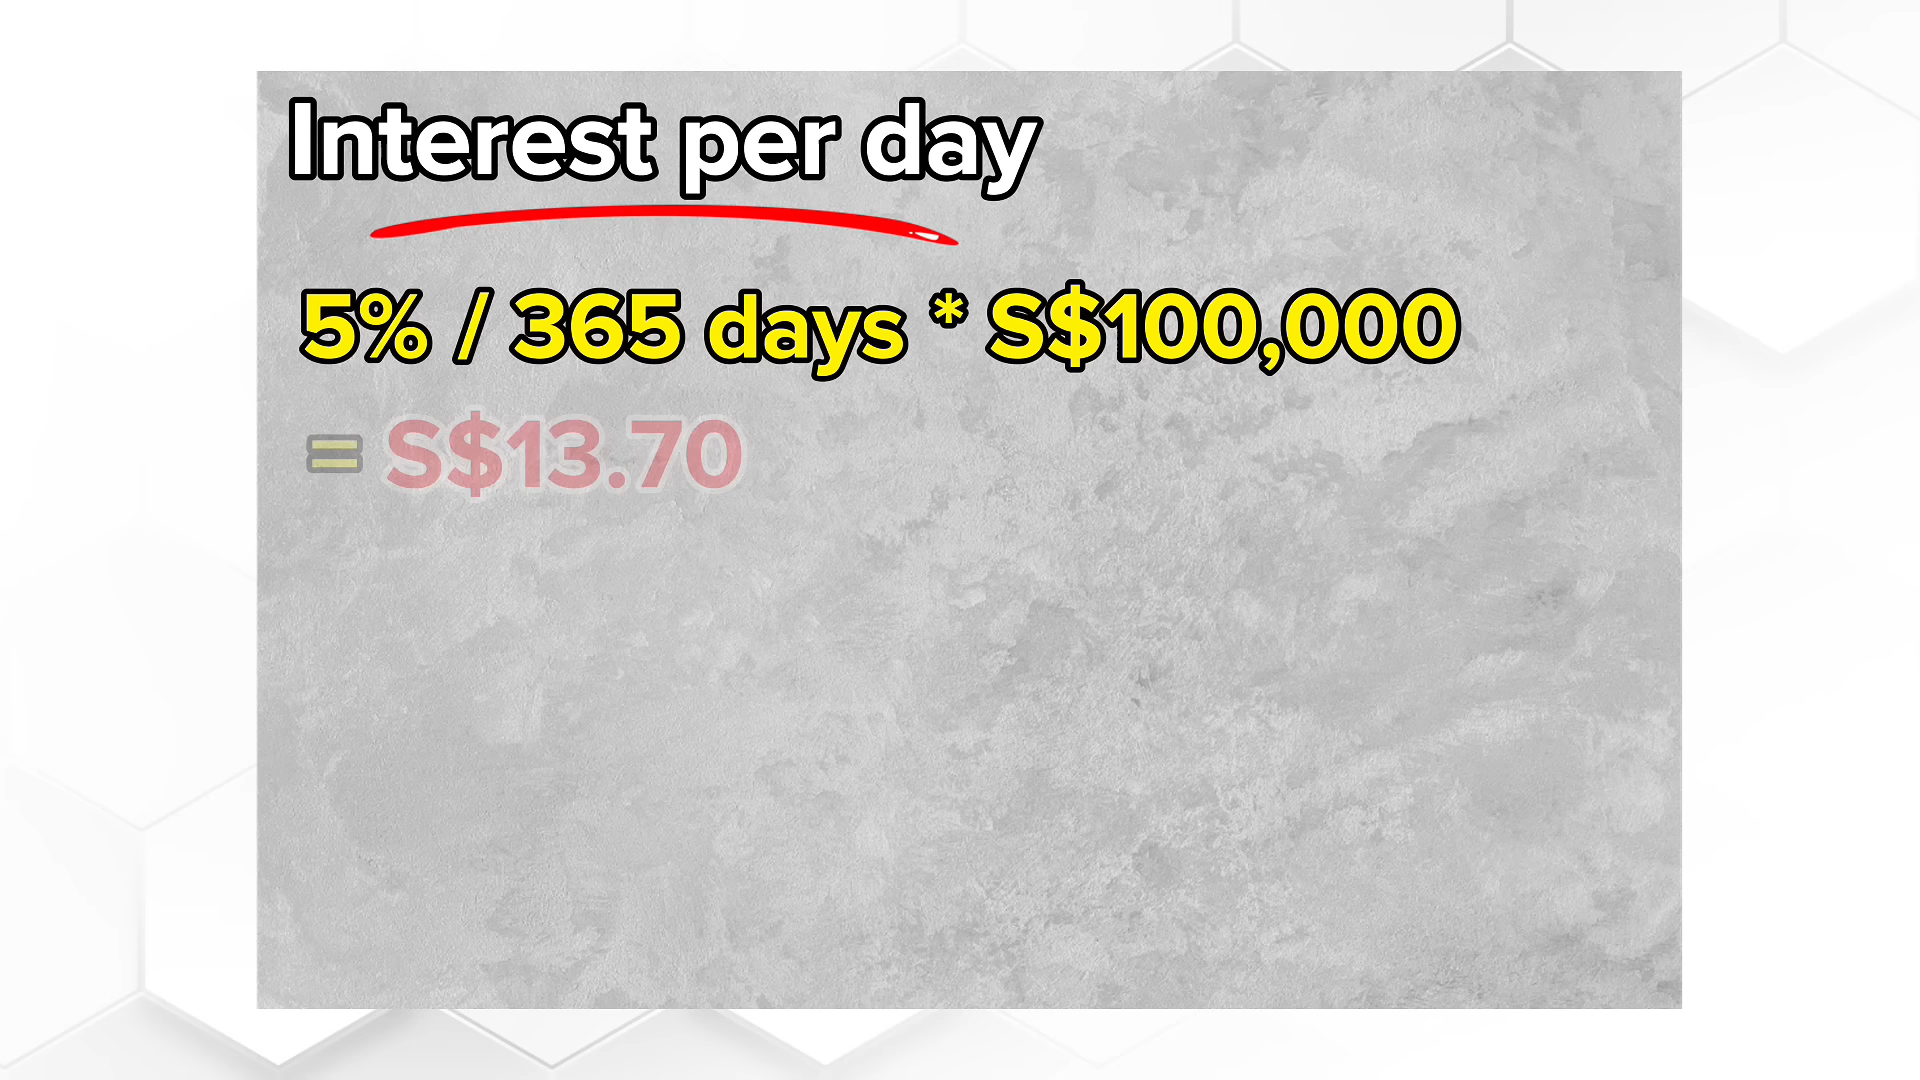 Interest per day
5% / 365 days * S$100,000
= S$13.70